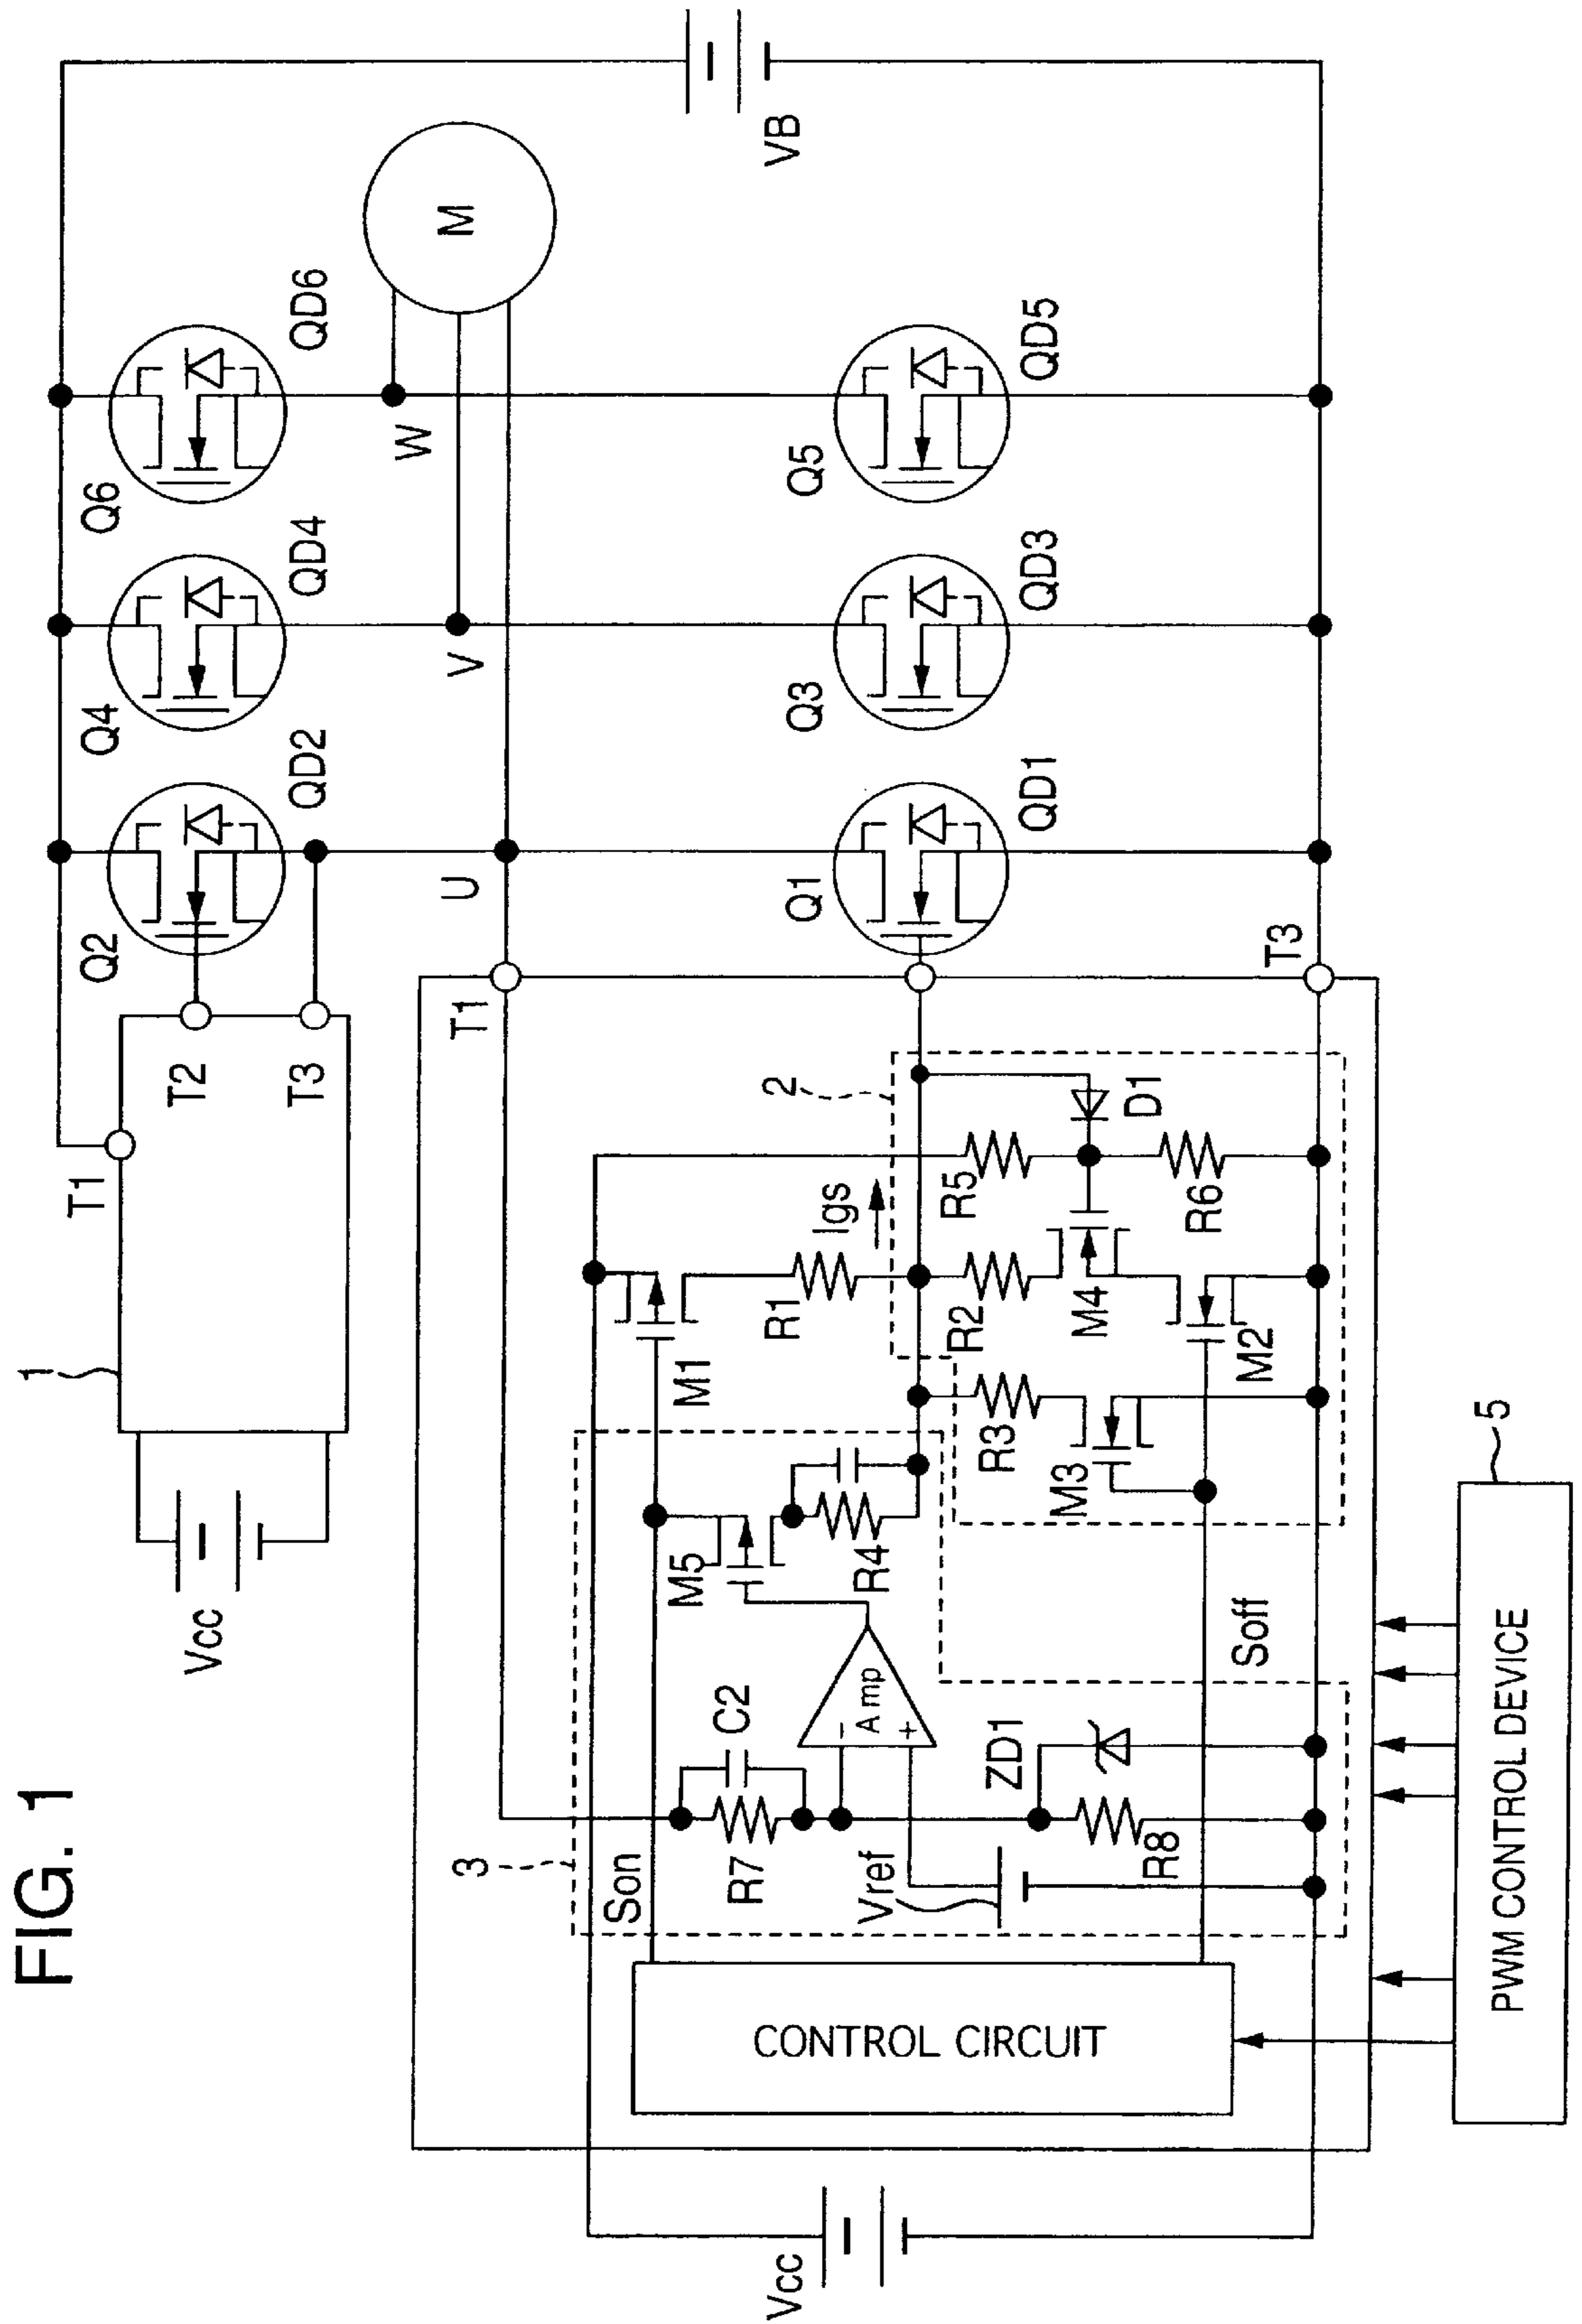 FIG. 1
VB
M
Q6
QD6
W
Q5
QD5
Q4
QD4
V
Q3
QD3
Q2
QD2
U
Q1
QD1
T1
T2
T3
1
Vcc
T1
T3
2
D1
R5
R6
Igs
R1
R2
M4
M2
M1
R3
M3
M5
R4
Soff
Amp
−
+
C2
R7
ZD1
R8
Vref
3
Son
CONTROL CIRCUIT
Vcc
5
PWM CONTROL DEVICE